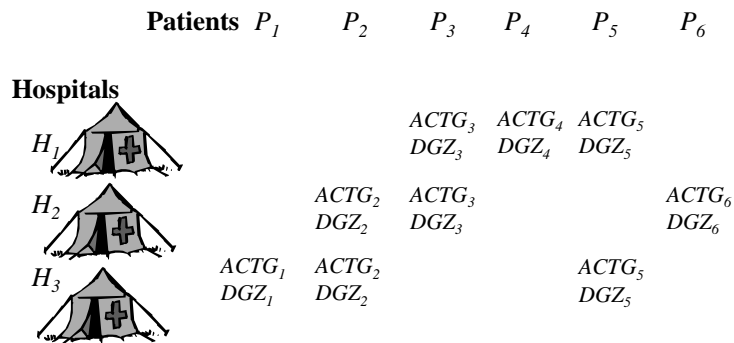 Patients P1 P2 P3 P4 P5 P6
Hospitals
H1
ACTG3 ACTG4 ACTG5
DGZ3 DGZ4 DGZ5
H2
ACTG2 ACTG3 ACTG6
DGZ2 DGZ3 DGZ6
H3
ACTG1 ACTG2 ACTG5
DGZ1 DGZ2 DGZ5